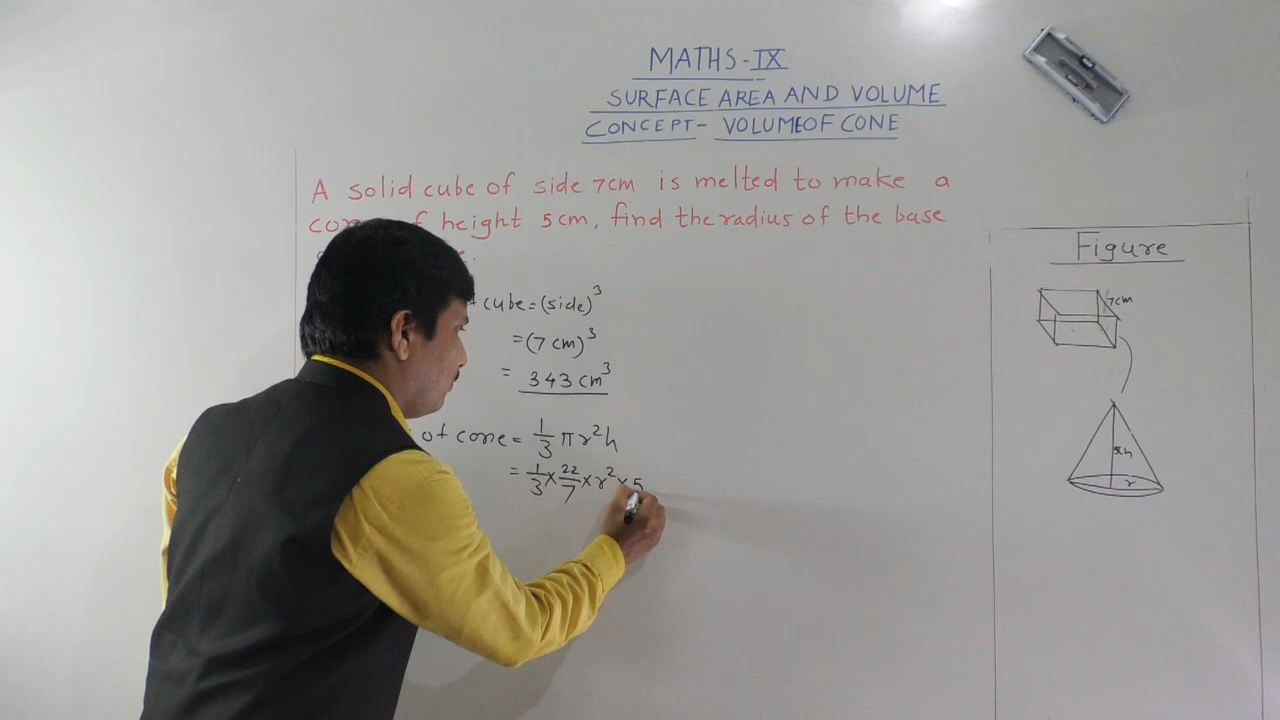 MATHS-IX
SURFACE AREA AND VOLUME
CONCEPT- VOLUME OF CONE
A solid cube of side 7cm is melted to make a
height 5cm, find the radius of the base
cube = (side)³
= (7 cm)³
= 343 cm³
of cone = 1/3 πr²h
= 1/3 × 22/7 × r² × 5
Figure
7cm
r